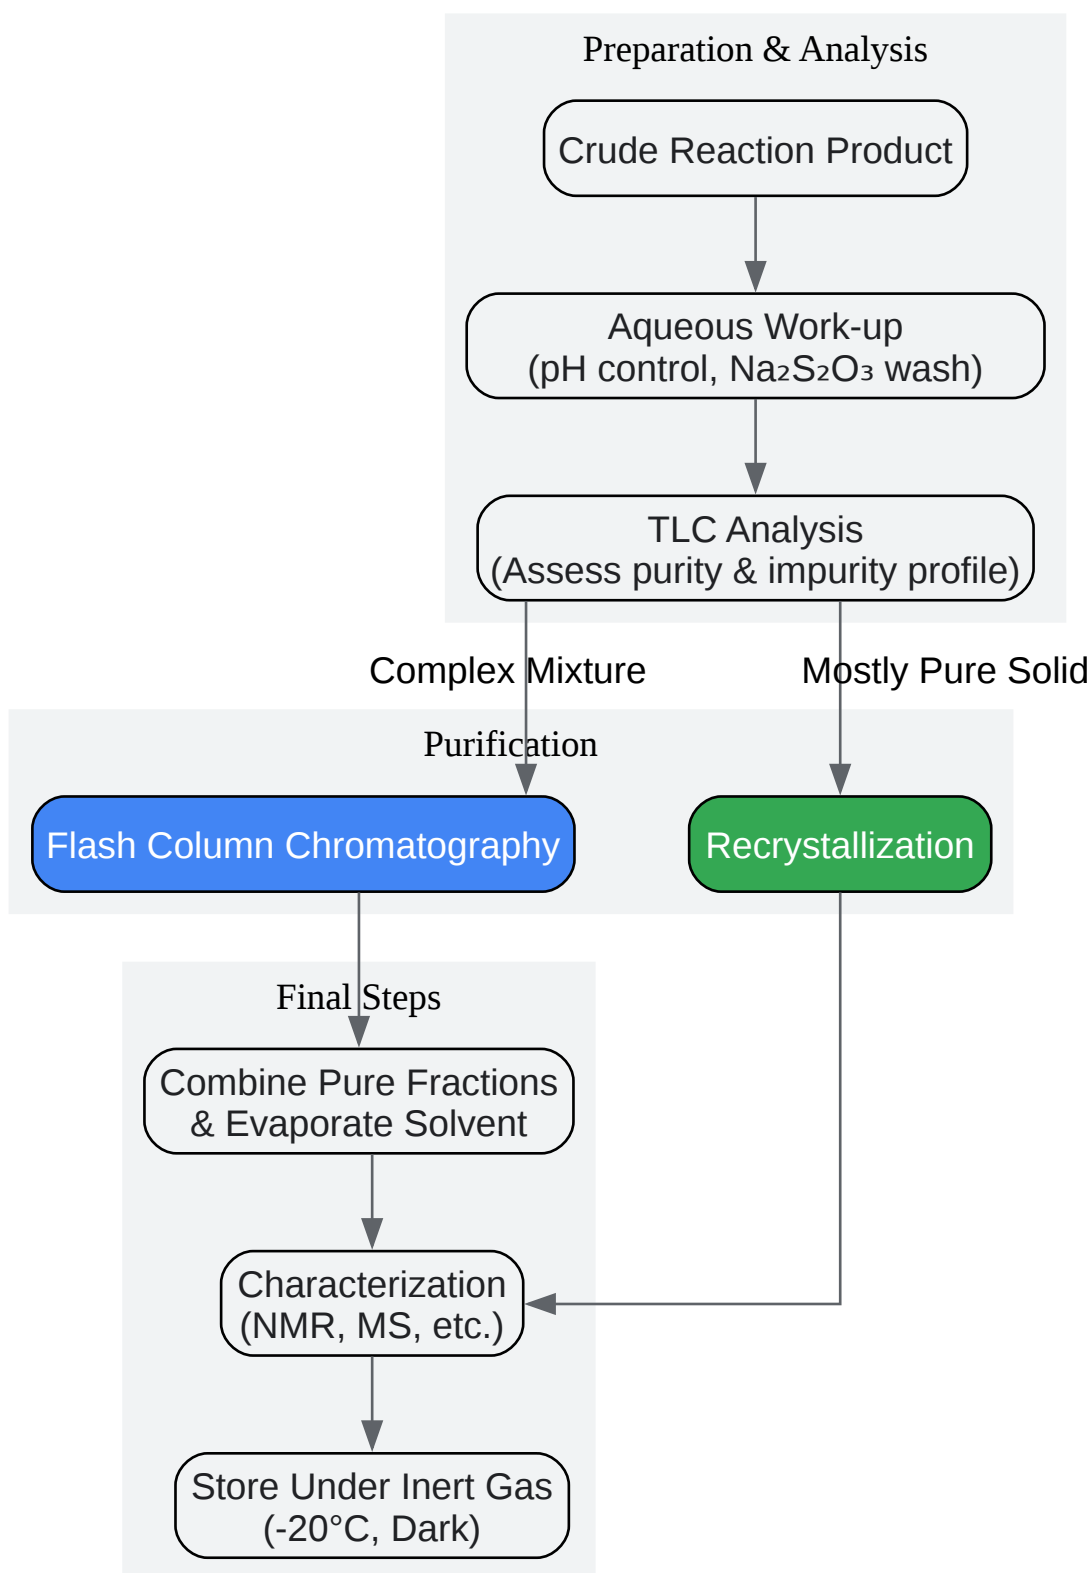 Preparation & Analysis
Crude Reaction Product
Aqueous Work-up
(pH control, Na₂S₂O₃ wash)
TLC Analysis
(Assess purity & impurity profile)
Complex Mixture
Mostly Pure Solid
Purification
Flash Column Chromatography
Recrystallization
Final Steps
Combine Pure Fractions
& Evaporate Solvent
Characterization
(NMR, MS, etc.)
Store Under Inert Gas
(-20°C, Dark)